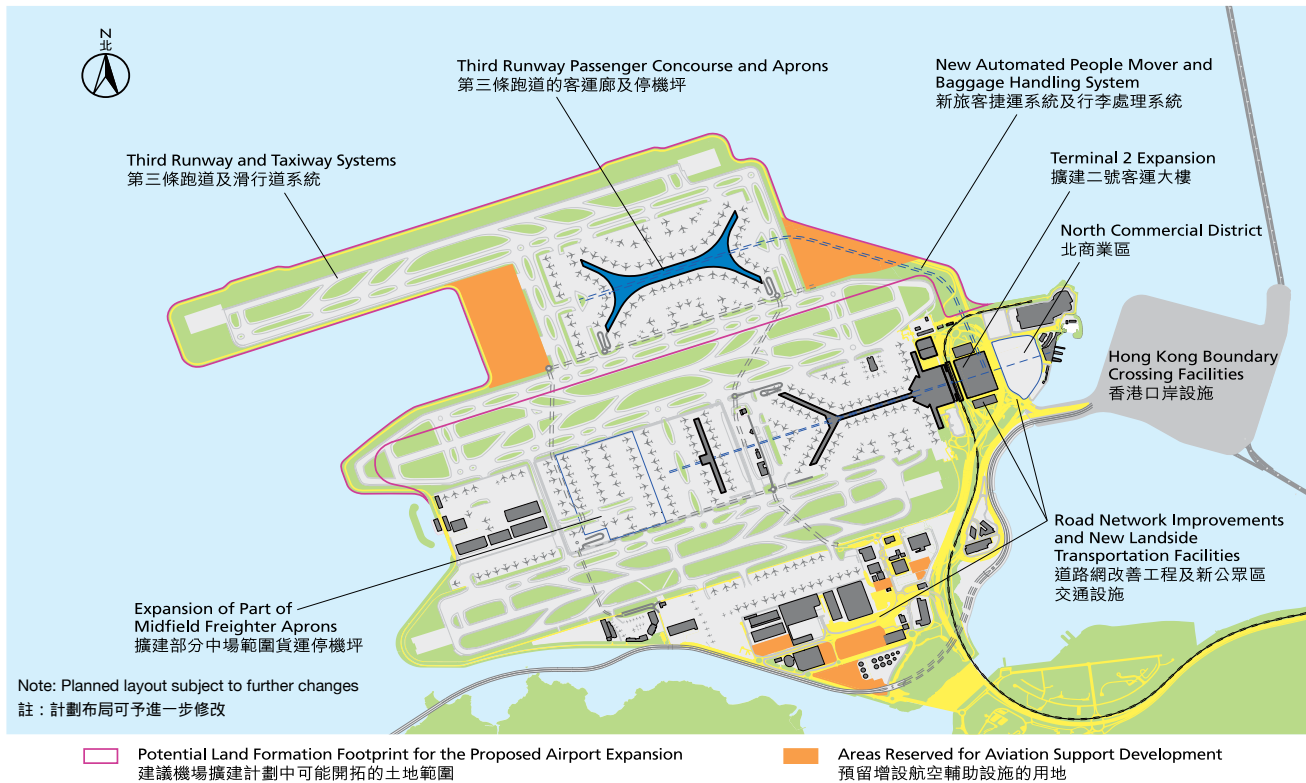 N
北
Third Runway Passenger Concourse and Aprons
第三條跑道的客運廊及停機坪
New Automated People Mover and
Baggage Handling System
新旅客捷運系統及行李處理系統
Third Runway and Taxiway Systems
第三條跑道及滑行道系統
Terminal 2 Expansion
擴建二號客運大樓
North Commercial District
北商業區
Hong Kong Boundary
Crossing Facilities
香港口岸設施
Road Network Improvements
and New Landside
Transportation Facilities
道路網改善工程及新公眾區
交通設施
Expansion of Part of
Midfield Freighter Aprons
擴建部分中場範圍貨運停機坪
Note: Planned layout subject to further changes
註：計劃布局可予進一步修改
Potential Land Formation Footprint for the Proposed Airport Expansion
建議機場擴建計劃中可能開拓的土地範圍
Areas Reserved for Aviation Support Development
預留增設航空輔助設施的用地